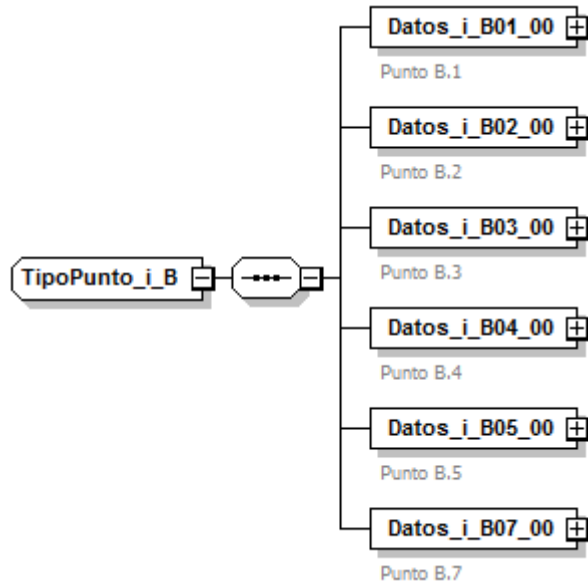 Datos_i_B01_00
Punto B.1
Datos_i_B02_00
Punto B.2
Datos_i_B03_00
Punto B.3
TipoPunto_i_B
Datos_i_B04_00
Punto B.4
Datos_i_B05_00
Punto B.5
Datos_i_B07_00
Punto B.7